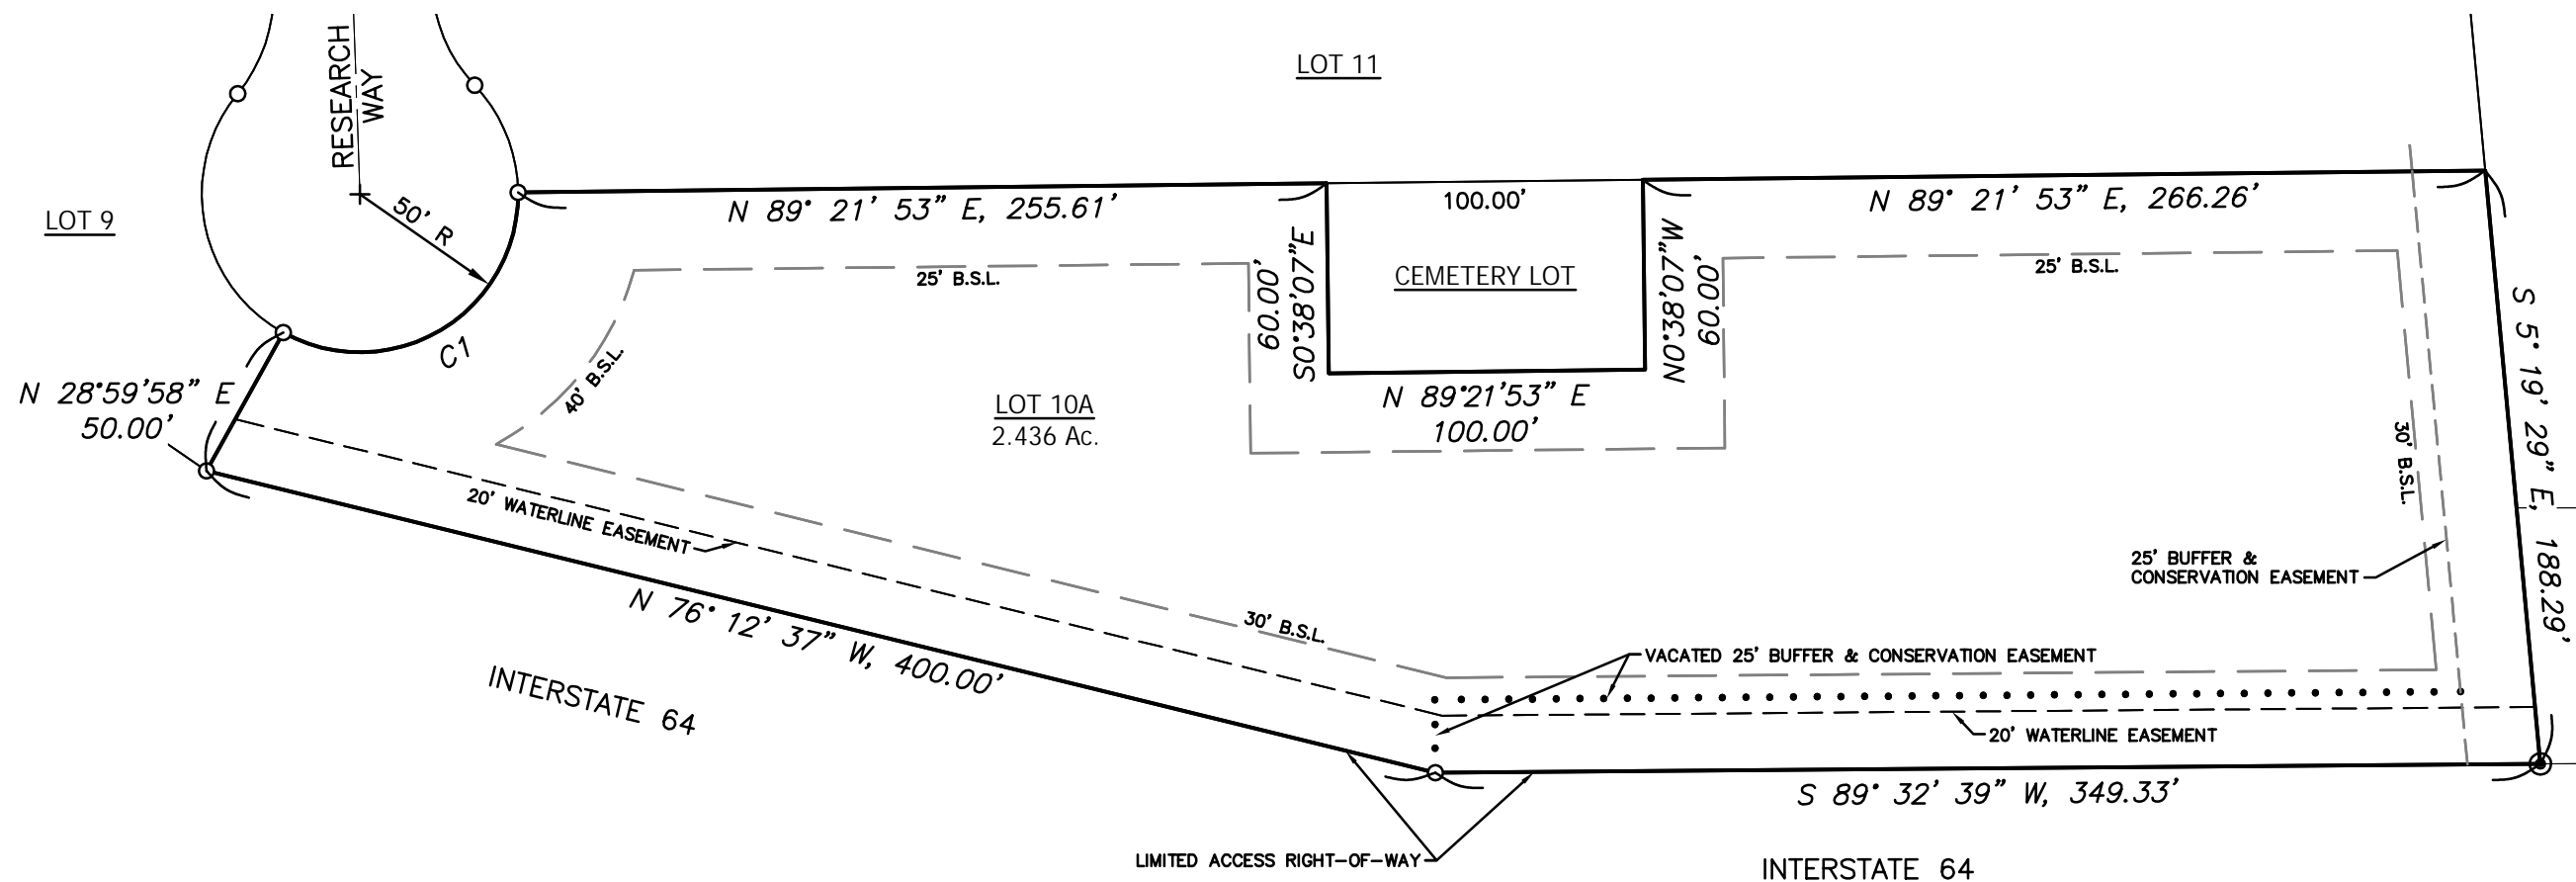 LOT 11
RESEARCH
WAY
50' R
LOT 9
N 89° 21' 53" E, 255.61'
100.00'
N 89° 21' 53" E, 266.26'
60.00'
S0°38'07"E
CEMETERY LOT
N0°38'07"W
60.00'
25' B.S.L.
25' B.S.L.
S 5° 19' 29" E, 188.29'
C1
40' B.S.L.
N 28°59'58" E
50.00'
LOT 10A
2.436 Ac.
N 89°21'53" E
100.00'
30' B.S.L.
20' WATERLINE EASEMENT
25' BUFFER &
CONSERVATION EASEMENT
N 76° 12' 37" W, 400.00'
30' B.S.L.
VACATED 25' BUFFER & CONSERVATION EASEMENT
INTERSTATE 64
20' WATERLINE EASEMENT
S 89° 32' 39" W, 349.33'
LIMITED ACCESS RIGHT-OF-WAY
INTERSTATE 64